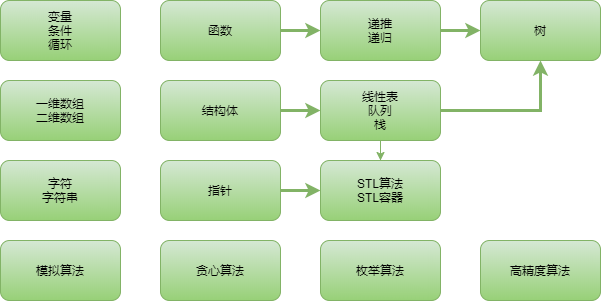 变量
条件
循环
函数
递推
递归
树
一维数组
二维数组
结构体
线性表
队列
栈
字符
字符串
指针
STL算法
STL容器
模拟算法
贪心算法
枚举算法
高精度算法